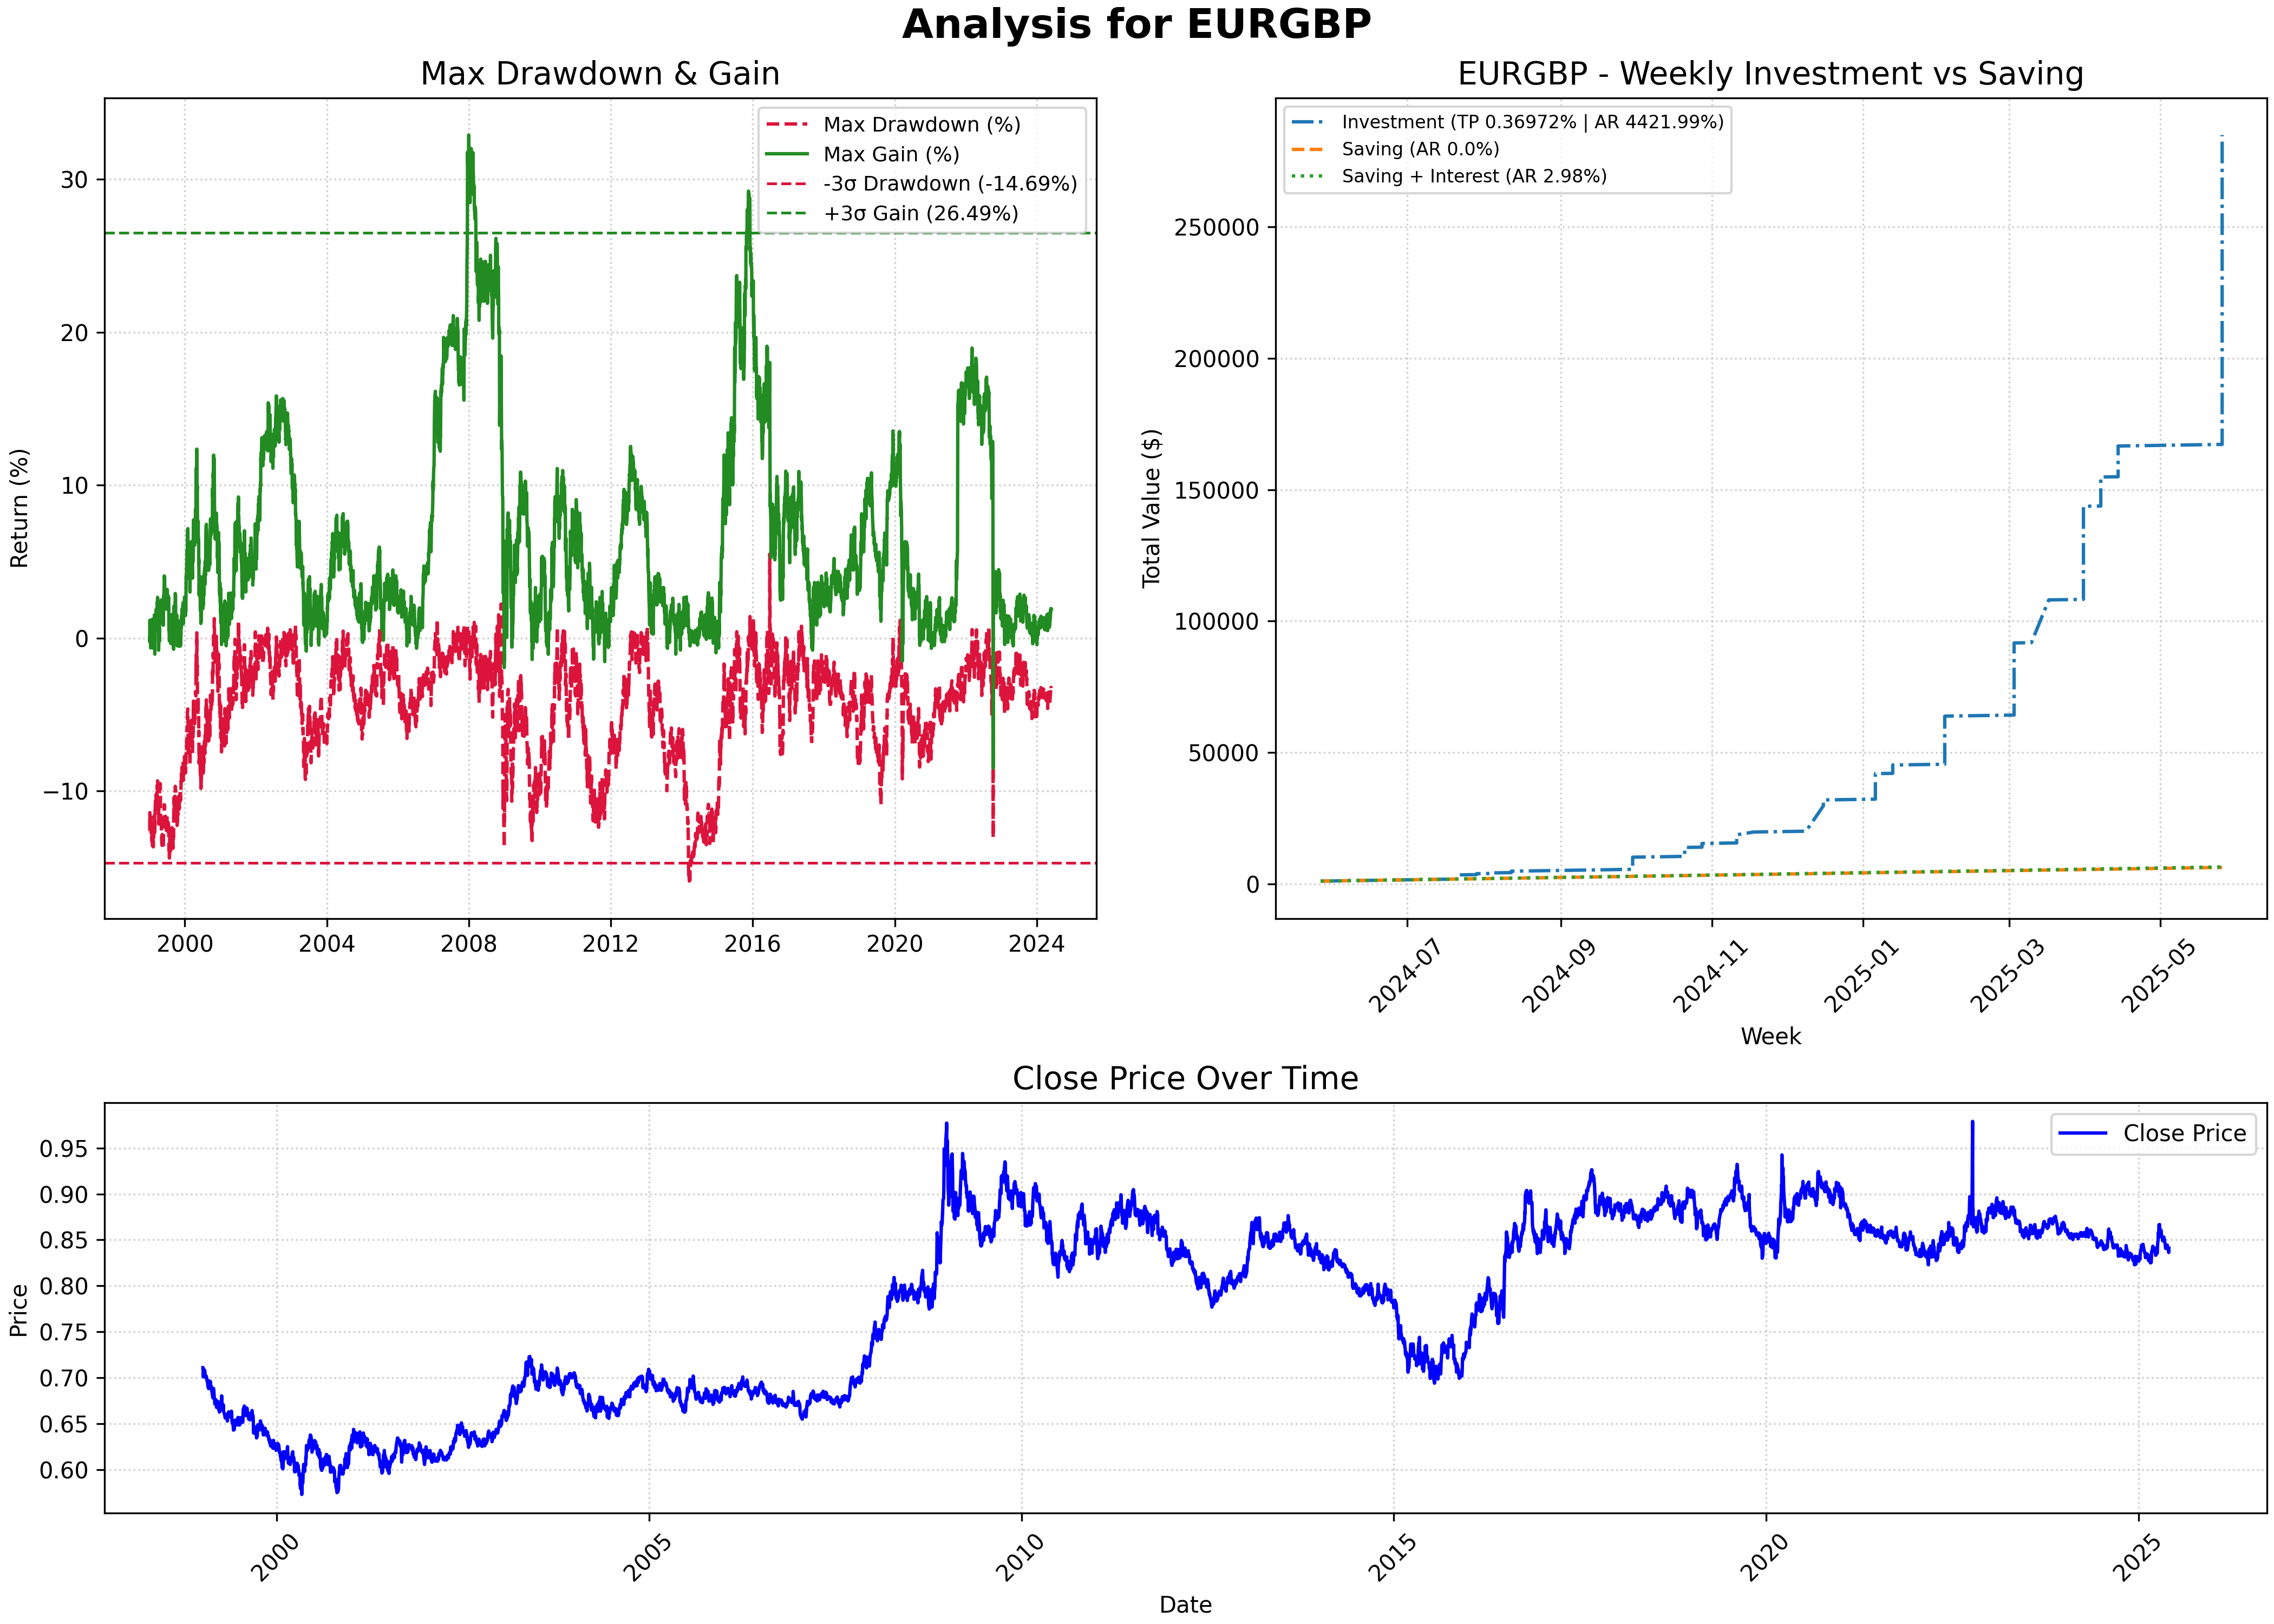 Analysis for EURGBP
Max Drawdown & Gain
Return (%)
30
20
10
0
−10
2000
2004
2008
2012
2016
2020
2024
Max Drawdown (%)
Max Gain (%)
-3σ Drawdown (-14.69%)
+3σ Gain (26.49%)
EURGBP - Weekly Investment vs Saving
Investment (TP 0.36972% | AR 4421.99%)
Saving (AR 0.0%)
Saving + Interest (AR 2.98%)
Total Value ($)
250000
200000
150000
100000
50000
0
2024-07
2024-09
2024-11
2025-01
2025-03
2025-05
Week
Close Price Over Time
Close Price
Price
0.95
0.90
0.85
0.80
0.75
0.70
0.65
0.60
2000
2005
2010
2015
2020
2025
Date